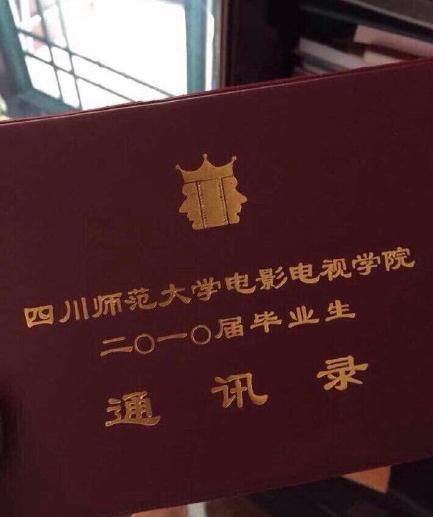 四川师范大学电影电视学院
二〇一〇届毕业生
通讯录